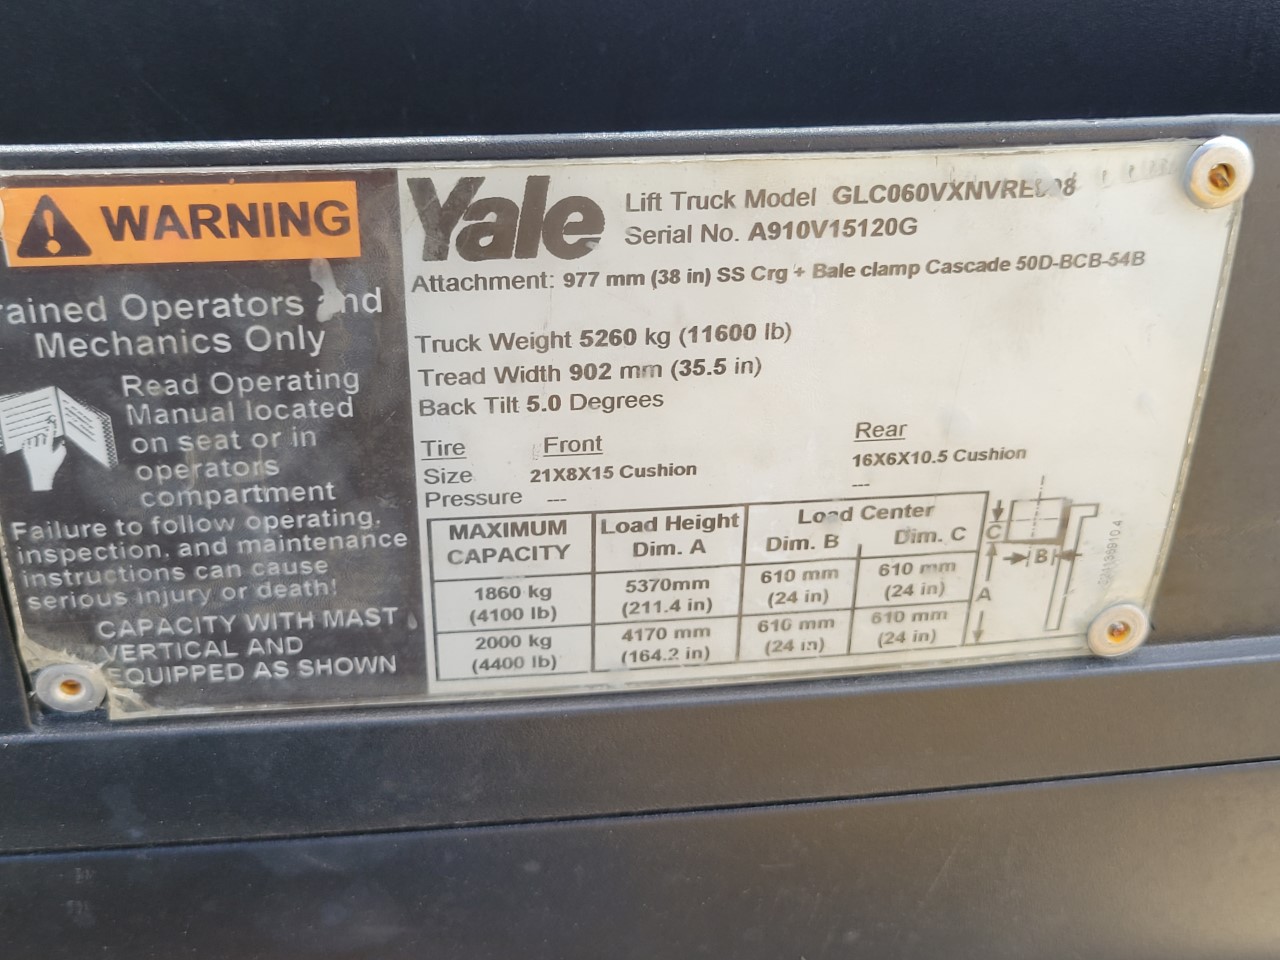 WARNING
ained Operators and
Mechanics Only
Read Operating
Manual located
on seat or in
operators
compartment
Failure to follow operating,
inspection, and maintenance
instructions can cause
serious injury or death!
CAPACITY WITH MAST
VERTICAL AND
EQUIPPED AS SHOWN
Yale
Lift Truck Model
Serial No. A910V15120G
Attachment: 977 mm (38 in) SS Crg + Bale clamp Cascade 50D-BCB-54B
Truck Weight 5260 kg (11600 lb)
Tread Width 902 mm (35.5 in)
Back Tilt 5.0 Degrees
Tire Front Rear
Size 21X8X15 Cushion 16X6X10.5 Cushion
Pressure --- ---
MAXIMUM CAPACITY Load Height Dim. A Load Center Dim. B Dim. C
1860 kg (4100 lb) 5370mm (211.4 in) 610 mm (24 in) 610 mm (24 in)
2000 kg (4400 lb) 4170 mm (164.2 in) 610 mm (24 in) 610 mm (24 in)
C
B
A